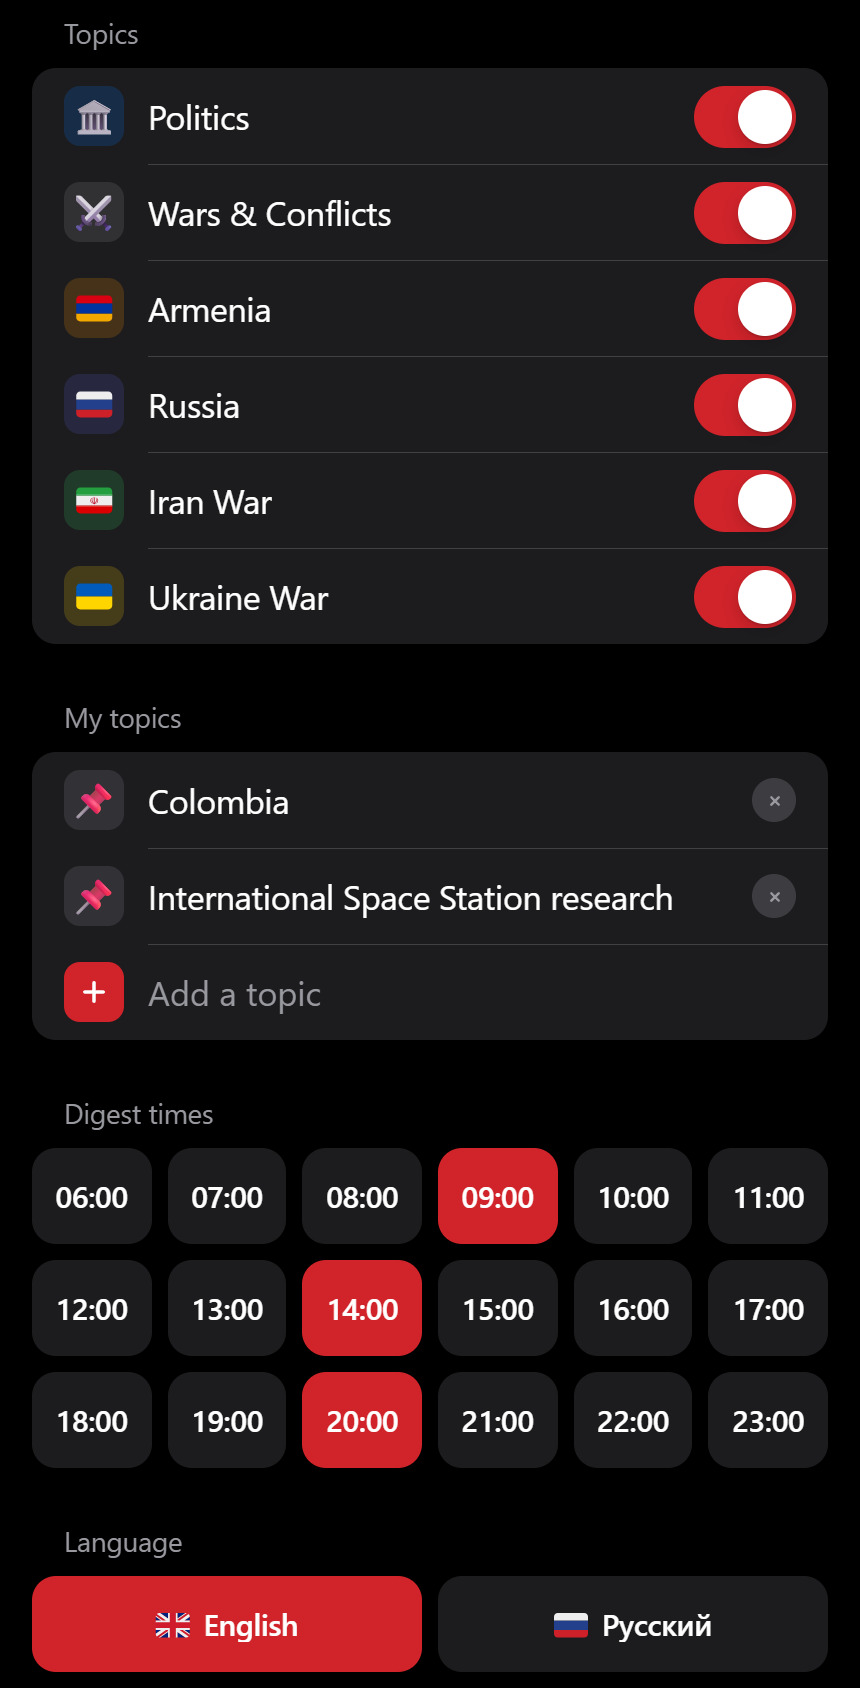 Topics
Politics
Wars & Conflicts
Armenia
Russia
Iran War
Ukraine War
My topics
Colombia
International Space Station research
Add a topic
Digest times
06:00 07:00 08:00 09:00 10:00 11:00
12:00 13:00 14:00 15:00 16:00 17:00
18:00 19:00 20:00 21:00 22:00 23:00
Language
English Русский